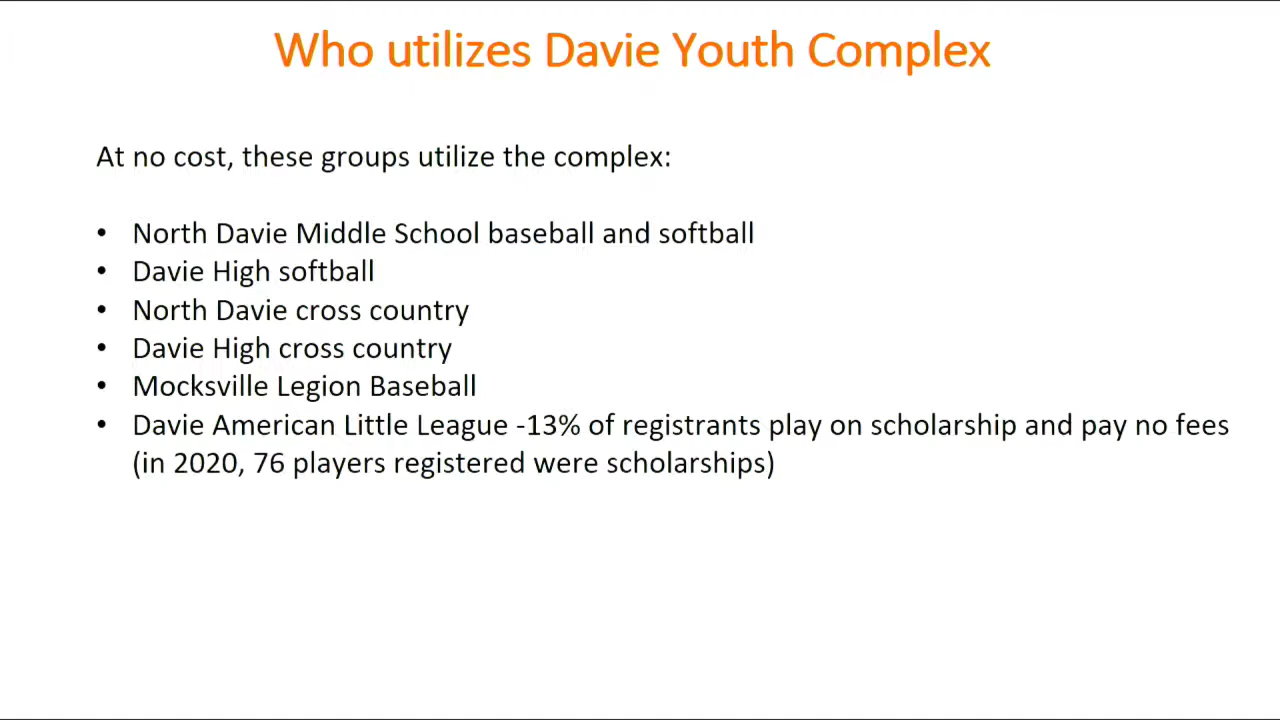 Who utilizes Davie Youth Complex
At no cost, these groups utilize the complex:
• North Davie Middle School baseball and softball
• Davie High softball
• North Davie cross country
• Davie High cross country
• Mocksville Legion Baseball
• Davie American Little League -13% of registrants play on scholarship and pay no fees
(in 2020, 76 players registered were scholarships)